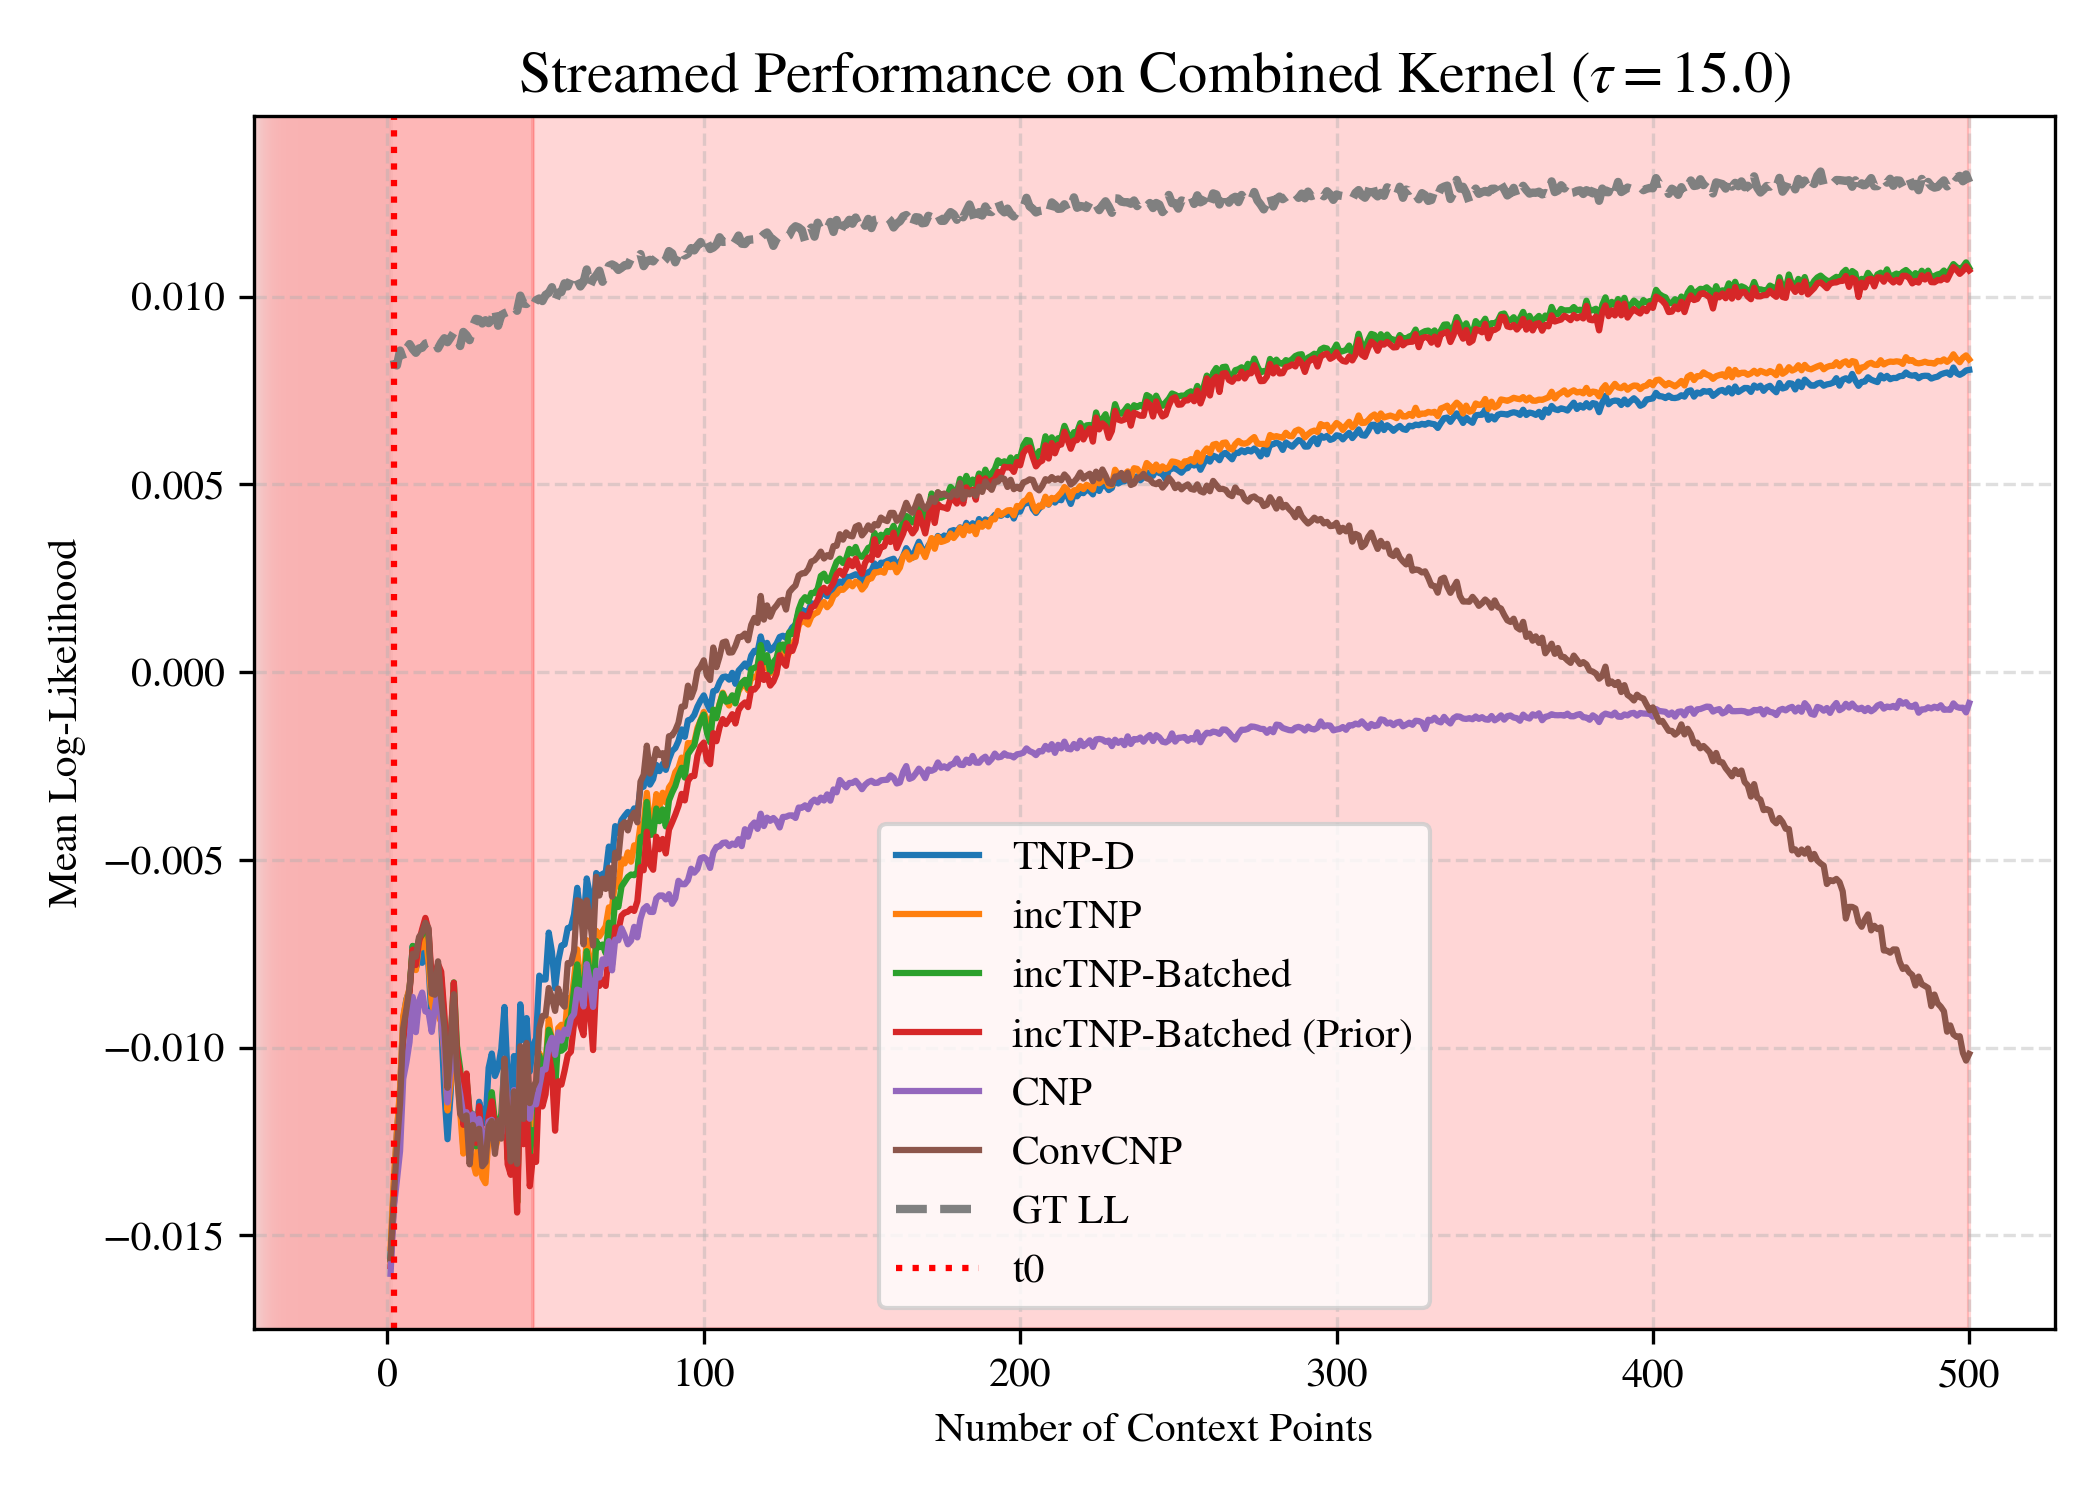 Streamed Performance on Combined Kernel (τ = 15.0)
Mean Log-Likelihood
0.010
0.005
0.000
−0.005
−0.010
−0.015
TNP-D
incTNP
incTNP-Batched
incTNP-Batched (Prior)
CNP
ConvCNP
GT LL
t0
0 100 200 300 400 500
Number of Context Points